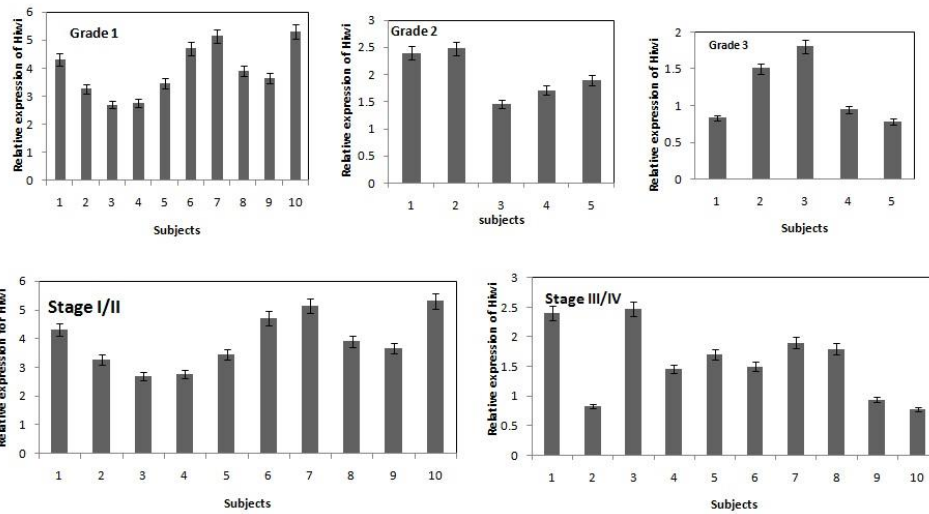 Grade 1
Relative expression of Hiwi
6
5
4
3
2
1
0
1 2 3 4 5 6 7 8 9 10
Subjects
Grade 2
Relative expression of Hiwi
3
2.5
2
1.5
1
0.5
0
1 2 3 4 5
subjects
Grade 3
Relative expression of Hiwi
2
1.5
1
0.5
0
1 2 3 4 5
Subjects
Stage I/II
Relative expression for Hiwi
6
5
4
3
2
1
0
1 2 3 4 5 6 7 8 9 10
Subjects
Stage III/IV
Relative expression of Hiwi
3
2.5
2
1.5
1
0.5
0
1 2 3 4 5 6 7 8 9 10
Subjects